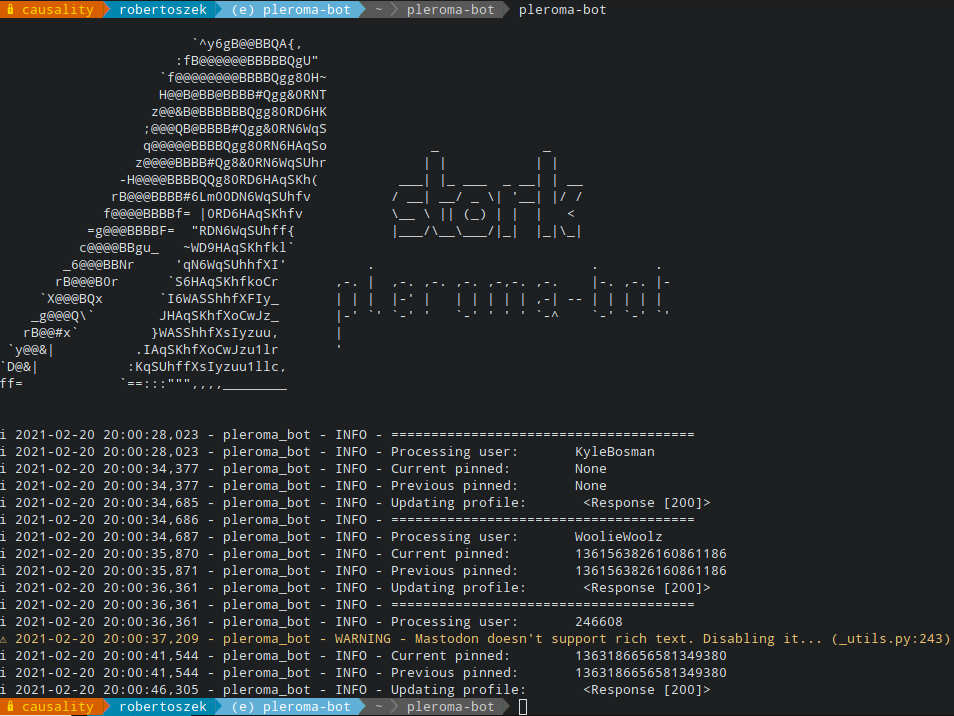 causality robertoszek (e) pleroma-bot ~ pleroma-bot pleroma-bot
`^y6gB@@BBQA{,
:fB@@@@@@BBBBBQgU"
`f@@@@@@@@BBBBQgg80H~
H@@B@BB@BBBB#Qgg&0RNT
z@@&B@BBBBBBQgg80RD6HK
;@@@QB@BBBB#Qgg&0RN6WqS
q@@@@@BBBBQgg80RN6HAqSo
z@@@@BBBB#Qg8&0RN6WqSUhr
-H@@@@BBBBQQg80RD6HAqSKh(
rB@@@BBBB#6Lm00DN6WqSUhfv
f@@@@BBBBf= |0RD6HAqSKhfv
=g@@@BBBBF= "RDN6WqSUhff{
c@@@@BBgu_ ~WD9HAqSKhfkl`
_6@@@BBNr 'qN6WqSUhhfXI'
rB@@@B0r `S6HAqSKhfkoCr
`X@@@BQx `I6WASShhfXFIy_
_g@@@Q\` JHAqSKhfXoCwJz_
rB@@#x` }WASShhfXsIyzuu,
`y@@&| .IAqSKhfXoCwJzu1lr
`D@&| :KqSUhffXsIyzuu1llc,
ff= `==:::""",,,,________
stork
pleroma-bot
i 2021-02-20 20:00:28,023 - pleroma_bot - INFO - ======================================
i 2021-02-20 20:00:28,023 - pleroma_bot - INFO - Processing user: KyleBosman
i 2021-02-20 20:00:34,377 - pleroma_bot - INFO - Current pinned: None
i 2021-02-20 20:00:34,377 - pleroma_bot - INFO - Previous pinned: None
i 2021-02-20 20:00:34,685 - pleroma_bot - INFO - Updating profile: <Response [200]>
i 2021-02-20 20:00:34,686 - pleroma_bot - INFO - ======================================
i 2021-02-20 20:00:34,687 - pleroma_bot - INFO - Processing user: WoolieWoolz
i 2021-02-20 20:00:35,870 - pleroma_bot - INFO - Current pinned: 1361563826160861186
i 2021-02-20 20:00:35,871 - pleroma_bot - INFO - Previous pinned: 1361563826160861186
i 2021-02-20 20:00:36,361 - pleroma_bot - INFO - Updating profile: <Response [200]>
i 2021-02-20 20:00:36,361 - pleroma_bot - INFO - ======================================
i 2021-02-20 20:00:36,361 - pleroma_bot - INFO - Processing user: 246608
⚠ 2021-02-20 20:00:37,209 - pleroma_bot - WARNING - Mastodon doesn't support rich text. Disabling it... (_utils.py:243)
i 2021-02-20 20:00:41,544 - pleroma_bot - INFO - Current pinned: 1363186656581349380
i 2021-02-20 20:00:41,544 - pleroma_bot - INFO - Previous pinned: 1363186656581349380
i 2021-02-20 20:00:46,305 - pleroma_bot - INFO - Updating profile: <Response [200]>
causality robertoszek (e) pleroma-bot ~ pleroma-bot